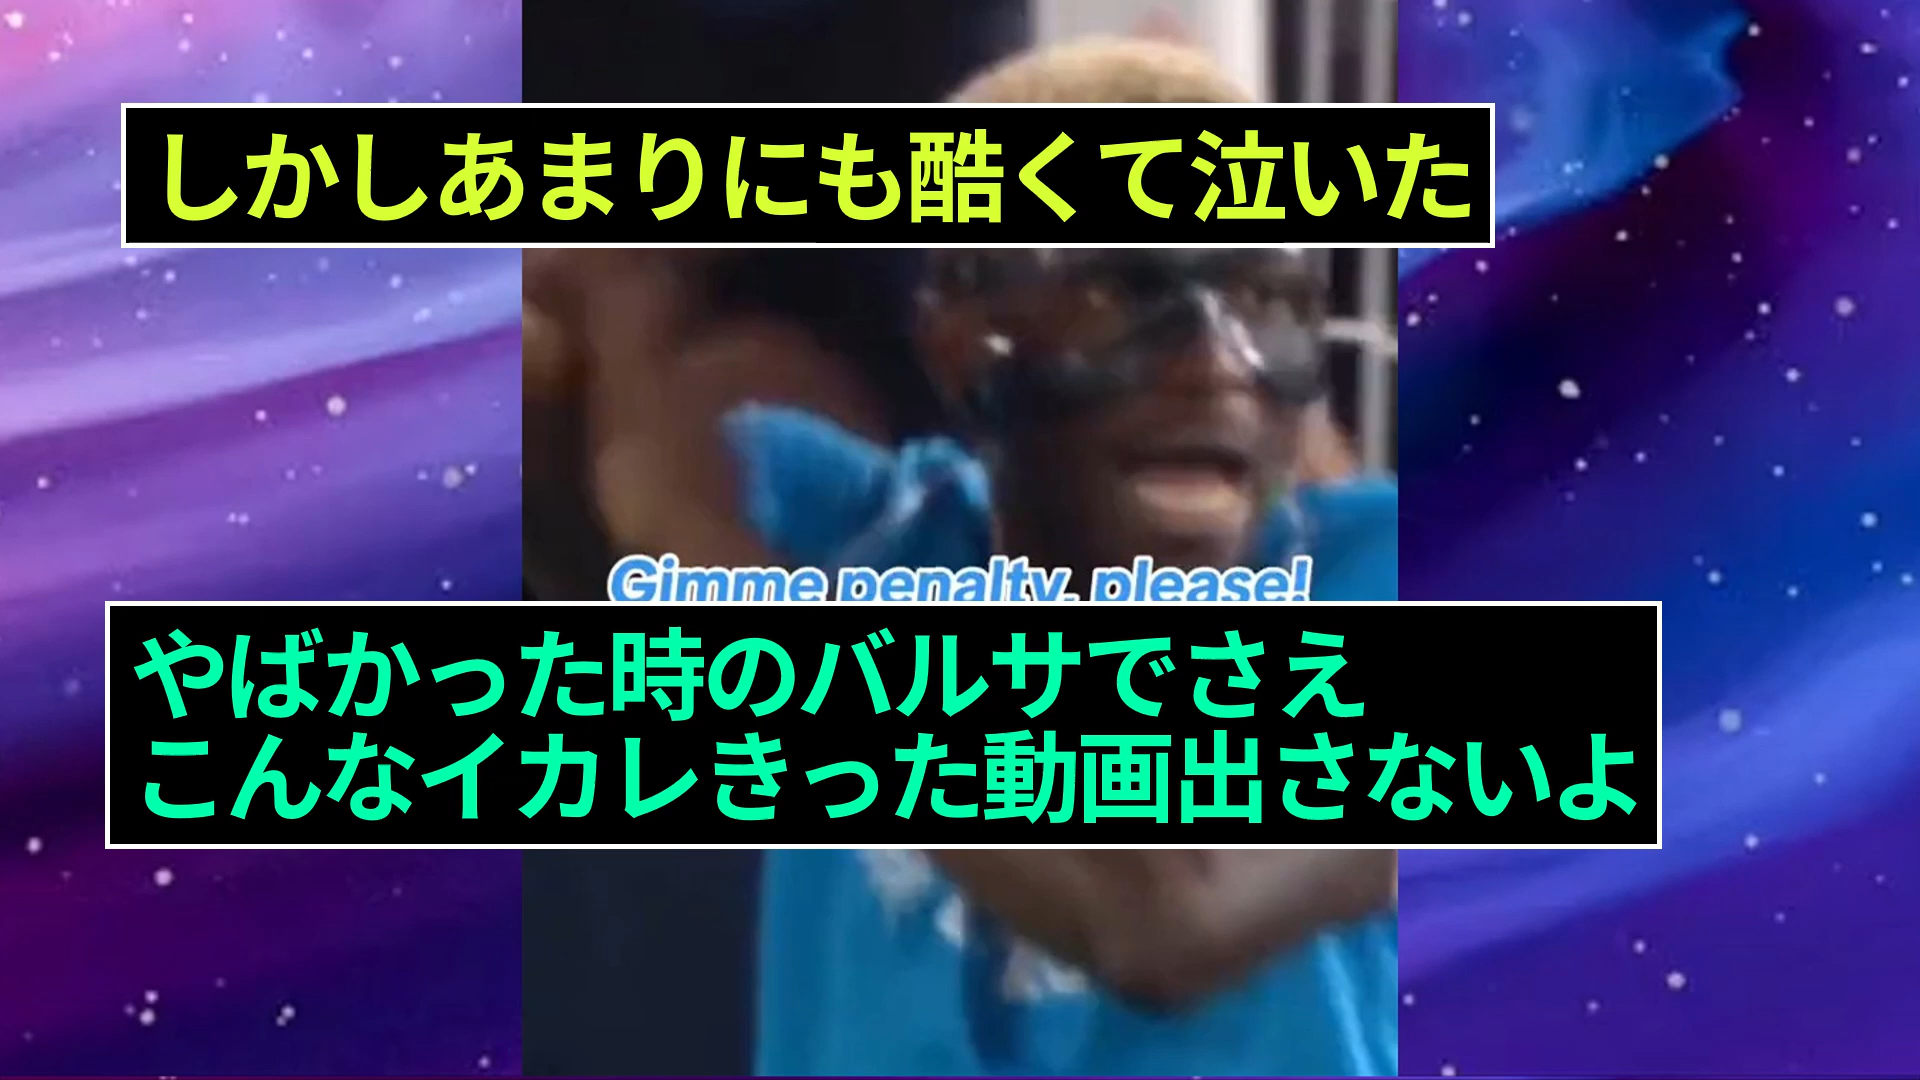 しかしあまりにも酷くて泣いた
Gimme penalty, please!
やばかった時のバルサでさえ
こんなイカレきった動画出さないよ